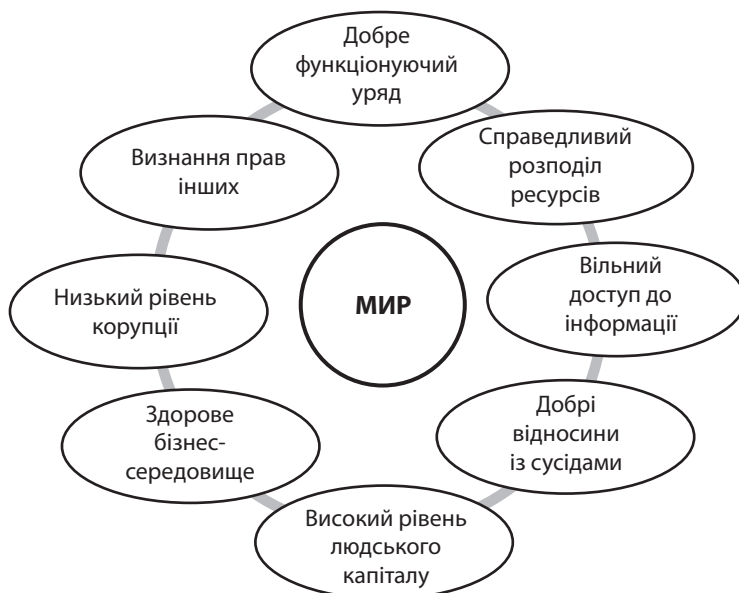 Добре
функціонуючий
уряд
Справедливий
розподіл
ресурсів
Визнання прав
інших
Вільний
доступ до
інформації
МИР
Низький рівень
корупції
Добрі
відносини
із сусідами
Здорове
бізнес-
середовище
Високий рівень
людського
капіталу